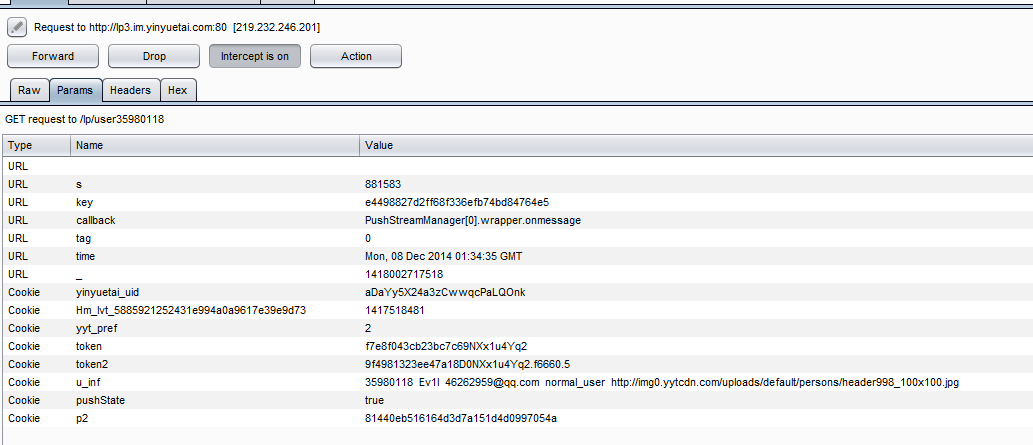 Request to http://lp3.im.yinyuetai.com:80 [219.232.246.201]
Forward Drop Intercept is on Action
Raw Params Headers Hex
GET request to /lp/user35980118
Type Name Value
URL
URL s 881583
URL key e4498827d2ff68f336efb74bd84764e5
URL callback PushStreamManager[0].wrapper.onmessage
URL tag 0
URL time Mon, 08 Dec 2014 01:34:35 GMT
URL _ 1418002717518
Cookie yinyuetai_uid aDaYy5X24a3zCwwqcPaLQOnk
Cookie Hm_lvt_5885921252431e994a0a9617e39e9d73 1417518481
Cookie yyt_pref 2
Cookie token f7e8f043cb23bc7c69NXx1u4Yq2
Cookie token2 9f4981323ee47a18D0NXx1u4Yq2.f6660.5
Cookie u_inf 35980118 Ev1l 46262959@qq.com normal_user http://img0.yytcdn.com/uploads/default/persons/header998_100x100.jpg
Cookie pushState true
Cookie p2 81440eb516164d3d7a151d4d0997054a